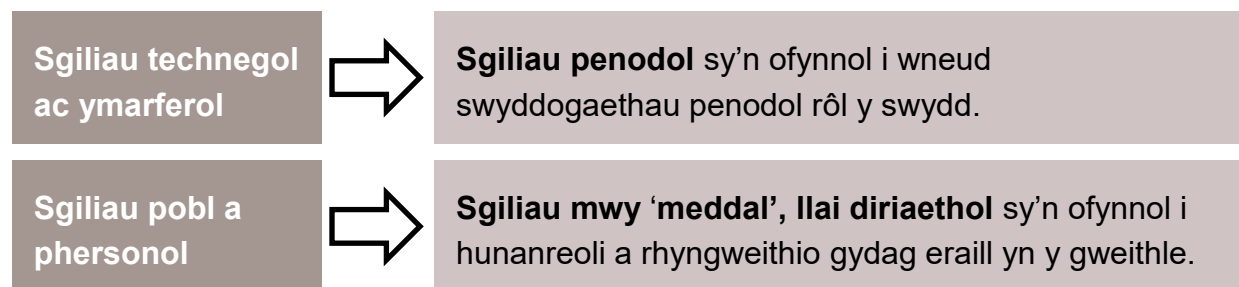 Sgiliau technegol
ac ymarferol
Sgiliau penodol sy’n ofynnol i wneud
swyddogaethau penodol rôl y swydd.
Sgiliau pobl a
phersonol
Sgiliau mwy ‘meddal’, llai diriaethol sy’n ofynnol i
hunanreoli a rhyngweithio gydag eraill yn y gweithle.